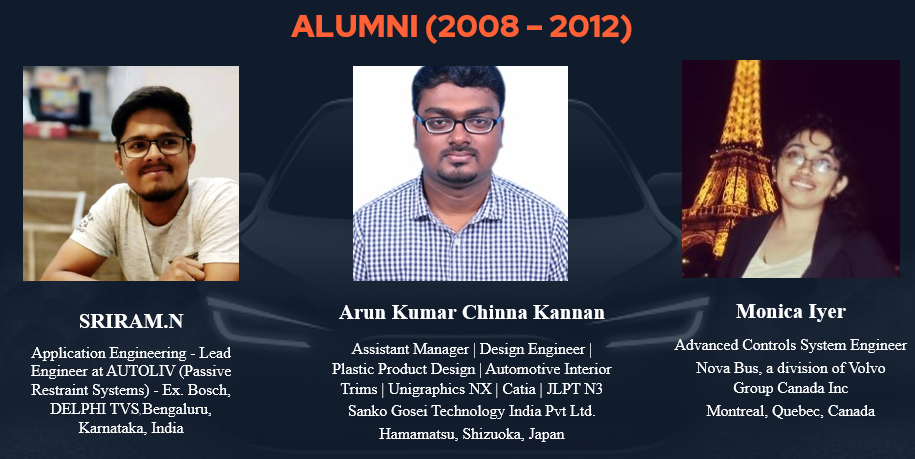 ALUMNI (2008 – 2012)
SRIRAM.N
Application Engineering - Lead
Engineer at AUTOLIV (Passive
Restraint Systems) - Ex. Bosch,
DELPHI TVS Bengaluru,
Karnataka, India
Arun Kumar Chinna Kannan
Assistant Manager | Design Engineer |
Plastic Product Design | Automotive Interior
Trims | Unigraphics NX | Catia | JLPT N3
Sanko Gosei Technology India Pvt Ltd.
Hamamatsu, Shizuoka, Japan
Monica Iyer
Advanced Controls System Engineer
Nova Bus, a division of Volvo
Group Canada Inc
Montreal, Quebec, Canada